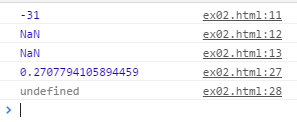 -31 ex02.html:11
NaN ex02.html:12
NaN ex02.html:13
0.2707794105894459 ex02.html:27
undefined ex02.html:28
>